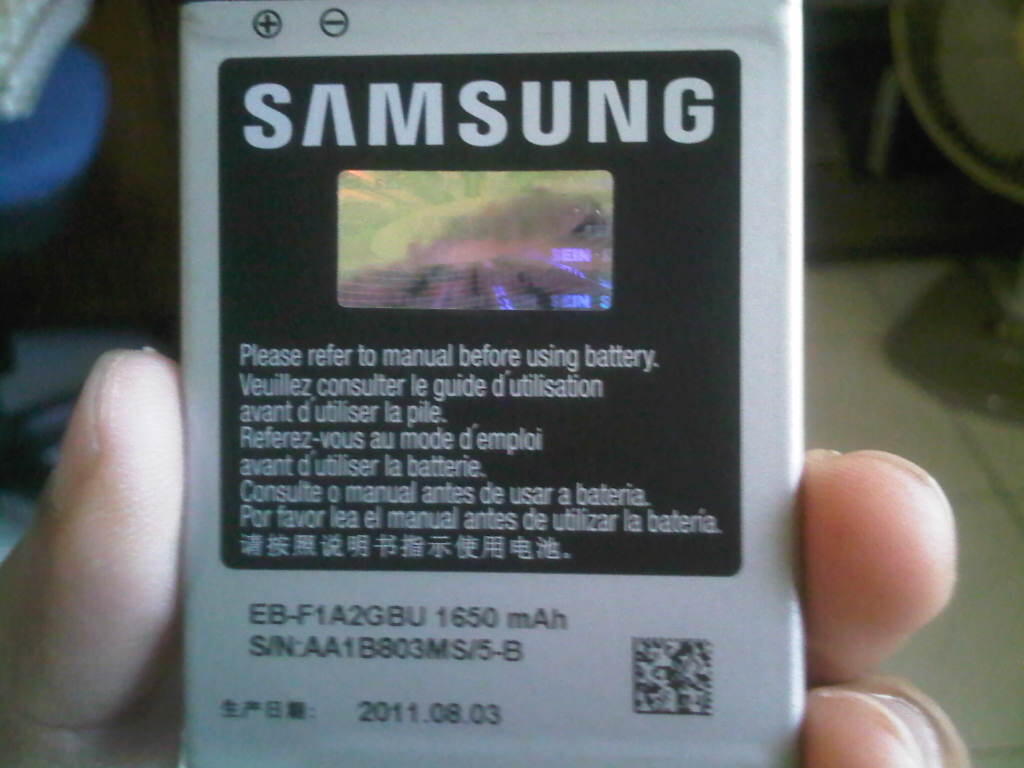 SAMSUNG
SEIN
SEIN S
Please refer to manual before using battery.
Veuillez consulter le guide d'utilisation
avant d'utiliser la pile.
Referez-vous au mode d'emploi
avant d'utiliser la batterie.
Consulte o manual antes de usar a bateria.
Por favor lea el manual antes de utilizar la batería.
请按照说明书指示使用电池.
EB-F1A2GBU 1650 mAh
S/N:AA1B803MS/5-B
生产日期: 2011.08.03